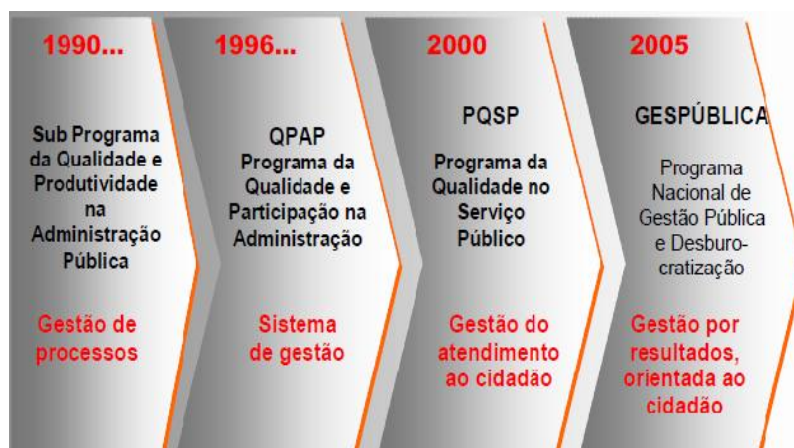 1990...
Sub Programa
da Qualidade e
Produtividade
na
Administração
Pública
Gestão de
processos
1996...
QPAP
Programa da
Qualidade e
Participação na
Administração
Sistema
de gestão
2000
PQSP
Programa da
Qualidade no
Serviço
Público
Gestão do
atendimento
ao cidadão
2005
GESPÚBLICA
Programa
Nacional de
Gestão Pública
e Desburo-
cratização
Gestão por
resultados,
orientada ao
cidadão